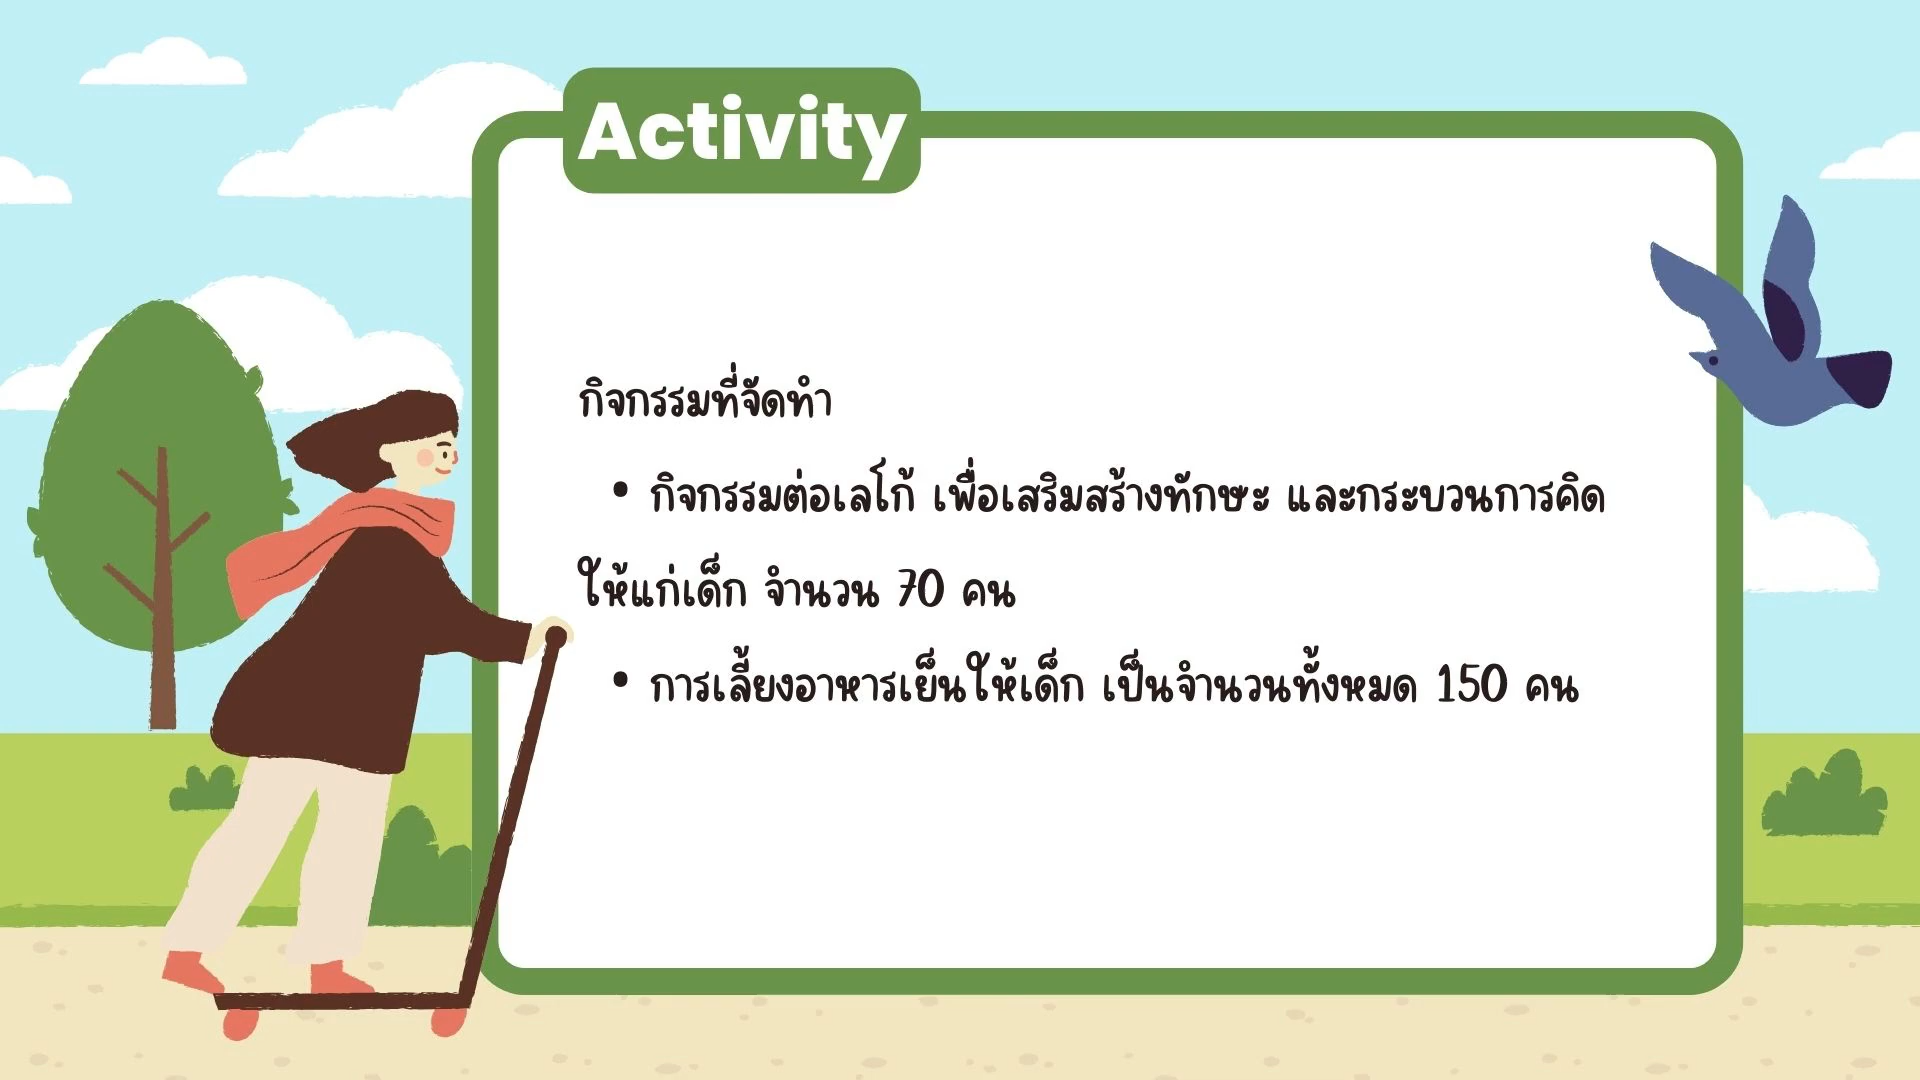 Activity
กิจกรรมที่จัดทำ
• กิจกรรมต่อเลโก้ เพื่อเสริมสร้างทักษะ และกระบวนการคิด
ให้แก่เด็ก จำนวน 70 คน
• การเลี้ยงอาหารเย็นให้เด็ก เป็นจำนวนทั้งหมด 150 คน